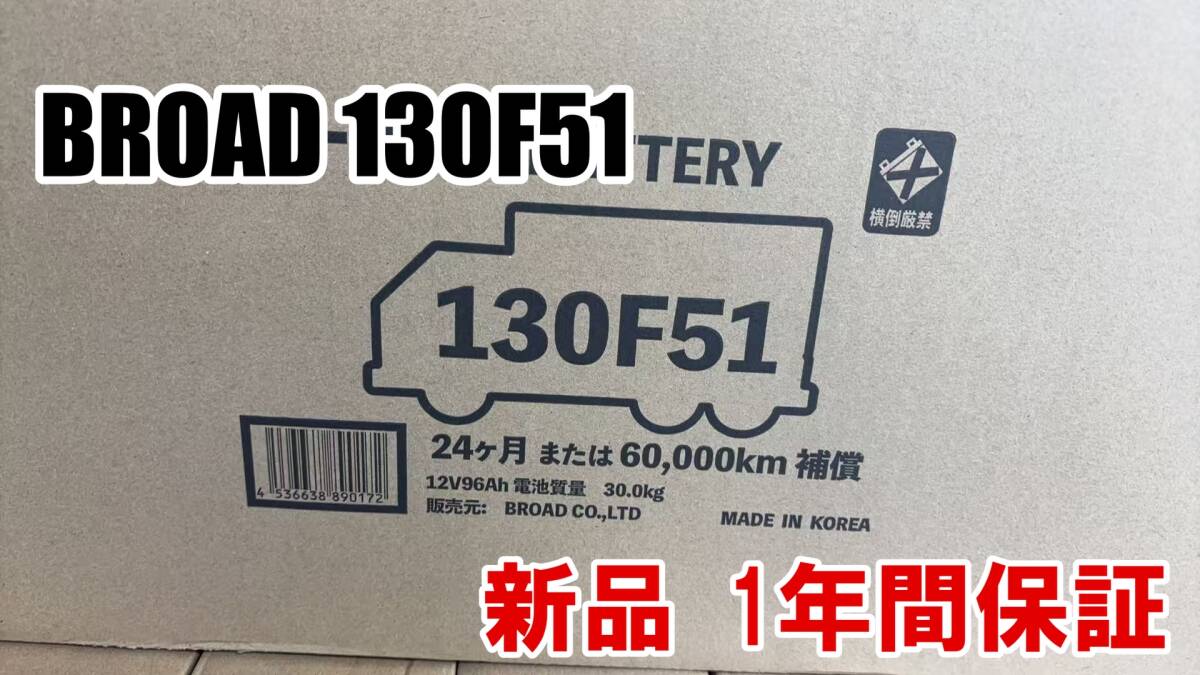 BROAD 130F51
TTERY
横倒厳禁
130F51
24ヶ月 または 60,000km 補償
12V96Ah 電池質量 30.0kg
販売元: BROAD CO.,LTD
MADE IN KOREA
4 536638 890172
新品 1年間保証